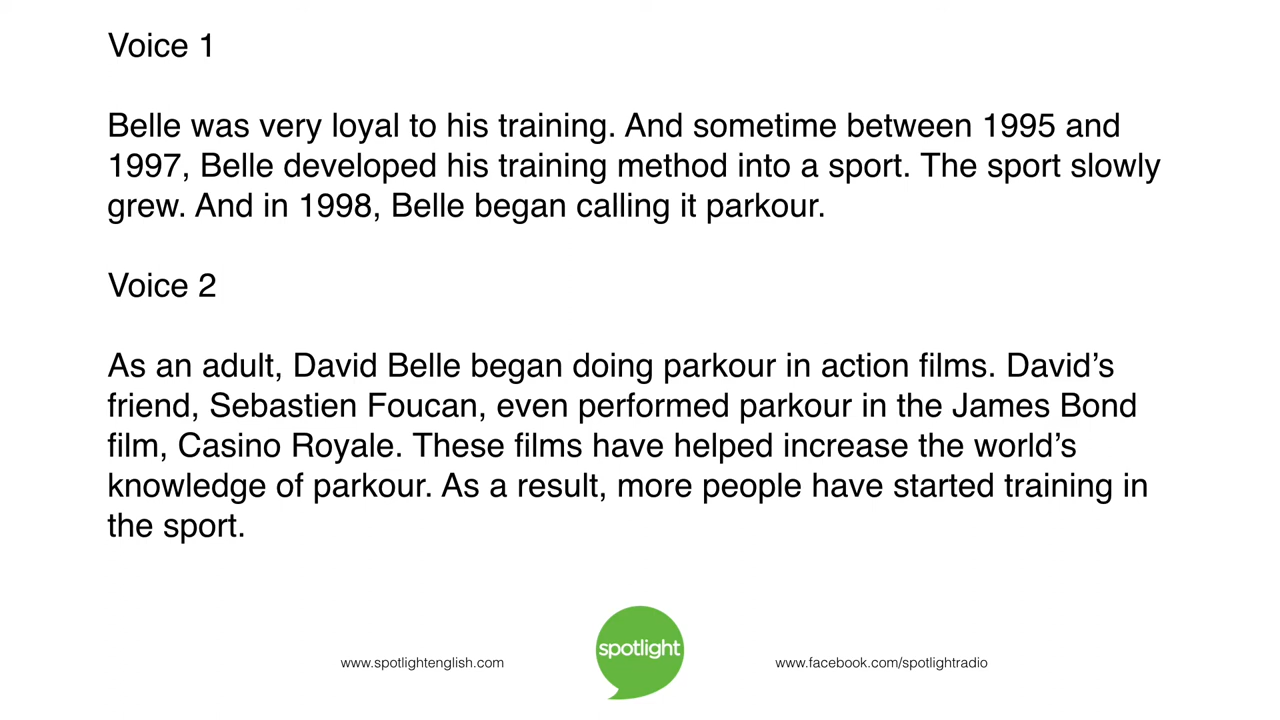 Voice 1
Belle was very loyal to his training. And sometime between 1995 and
1997, Belle developed his training method into a sport. The sport slowly
grew. And in 1998, Belle began calling it parkour.
Voice 2
As an adult, David Belle began doing parkour in action films. David’s
friend, Sebastien Foucan, even performed parkour in the James Bond
film, Casino Royale. These films have helped increase the world’s
knowledge of parkour. As a result, more people have started training in
the sport.
www.spotlightenglish.com
spotlight
www.facebook.com/spotlightradio